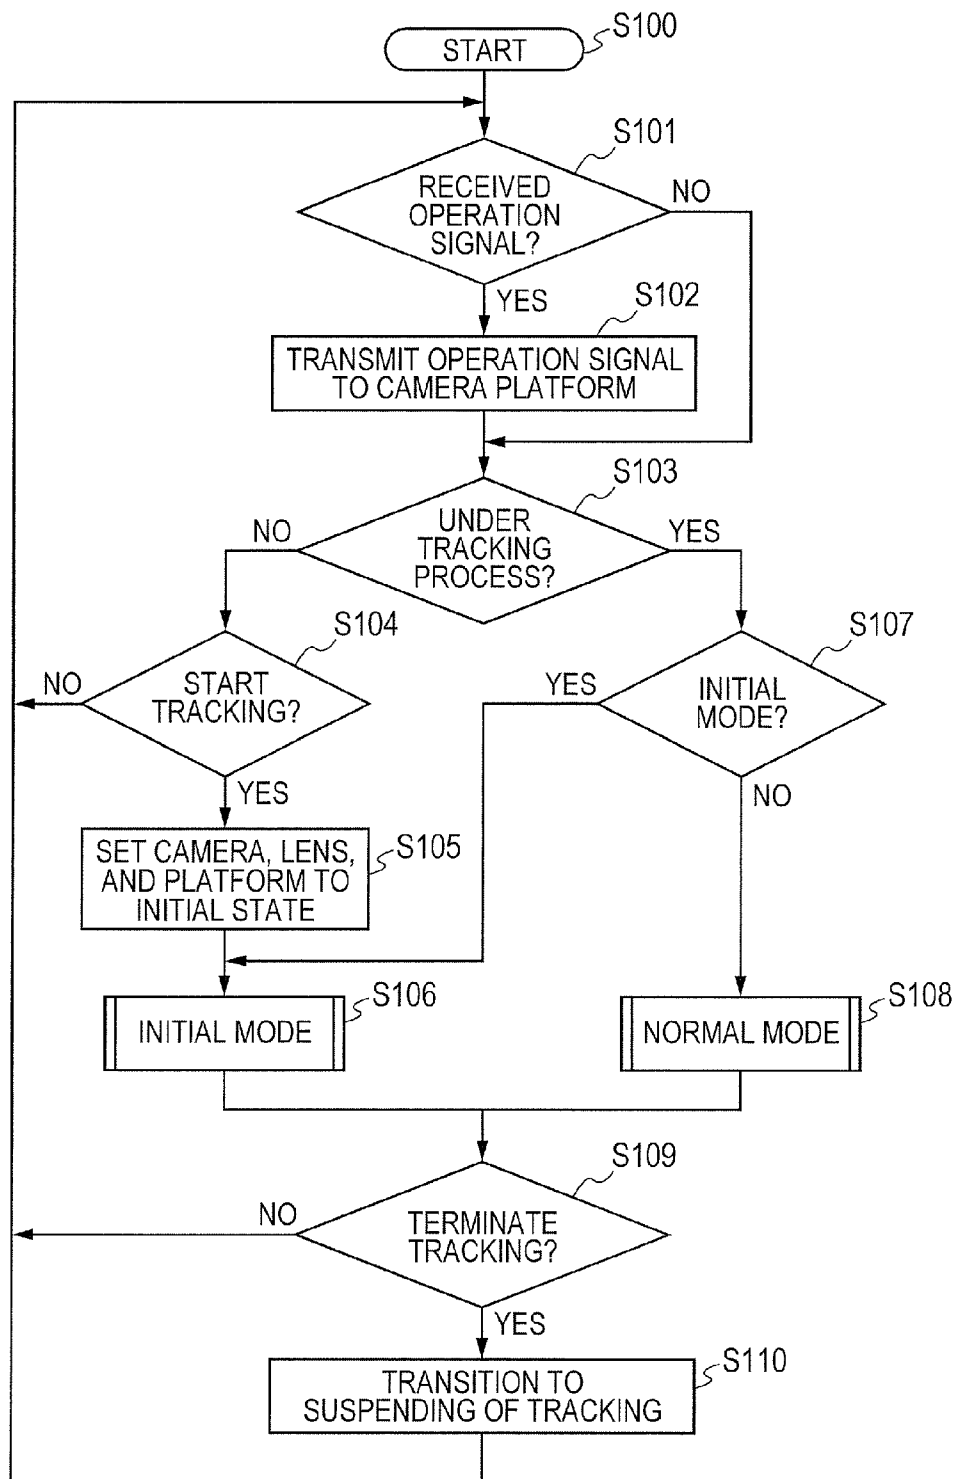 S100
START
S101
RECEIVED
OPERATION
SIGNAL?
NO
YES
S102
TRANSMIT OPERATION SIGNAL
TO CAMERA PLATFORM
S103
UNDER
TRACKING
PROCESS?
NO
YES
S104
START
TRACKING?
NO
YES
S107
INITIAL
MODE?
YES
NO
S105
SET CAMERA, LENS,
AND PLATFORM TO
INITIAL STATE
S106
INITIAL MODE
S108
NORMAL MODE
S109
TERMINATE
TRACKING?
NO
YES
S110
TRANSITION TO
SUSPENDING OF TRACKING